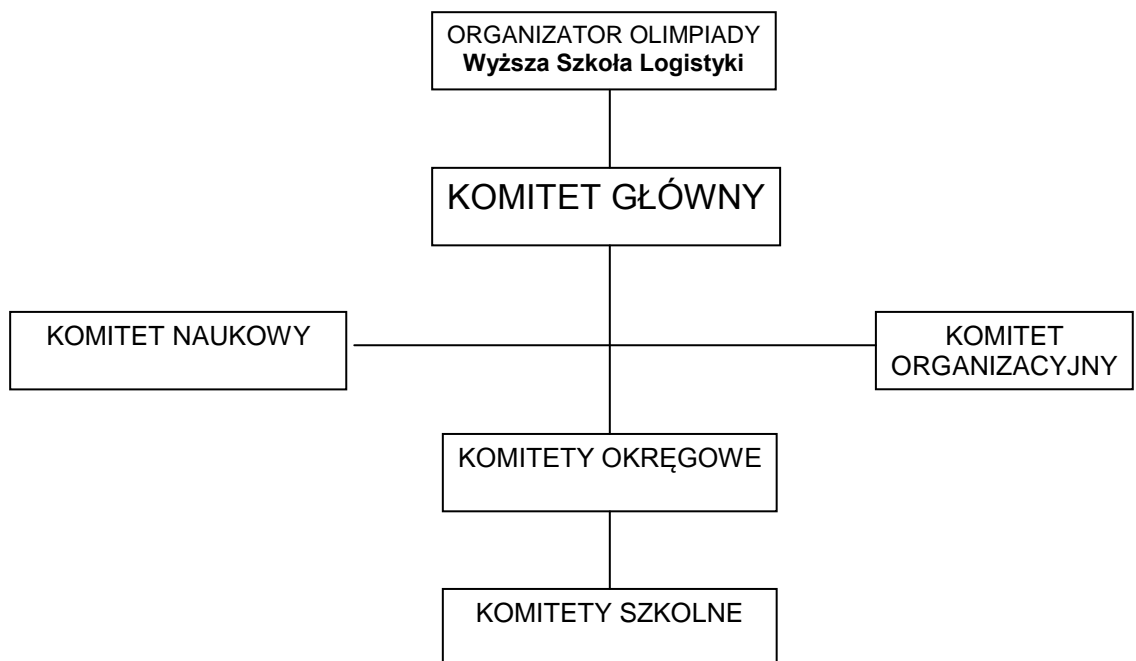 ORGANIZATOR OLIMPIADY
Wyższa Szkoła Logistyki
KOMITET GŁÓWNY
KOMITET NAUKOWY
KOMITET
ORGANIZACYJNY
KOMITETY OKRĘGOWE
KOMITETY SZKOLNE